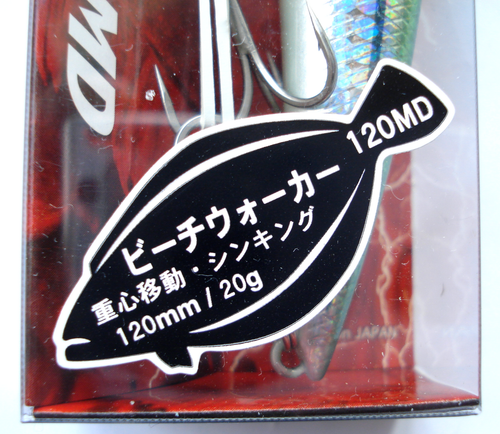 MD
ビーチウォーカー 120MD
重心移動・シンキング
120mm / 20g
in JAPAN